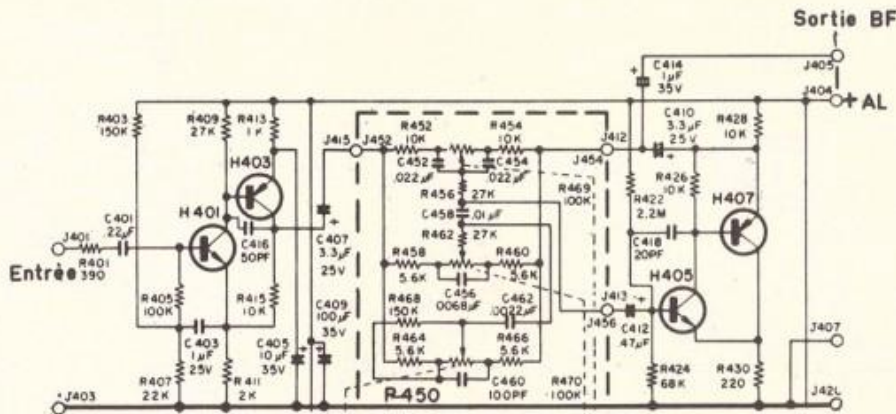 Sortie BF
J405
J404
+ AL
C414
1µF
35V
C410
3.3µF
25V
R428
10K
R403
150K
R409
27K
R413
1K
H403
J415
J452
R452
10K
R454
10K
J412
J454
C452
.022µF
C454
.022µF
R456
27K
R469
100K
R422
2.2M
R426
10K
H407
H401
C401
.22µF
J401
R401
390
Entrée
C416
50PF
C407
3.3µF
25V
C458
.01µF
R462
27K
C418
20PF
H405
R405
100K
R415
10K
C409
100µF
35V
R458
5.6K
R460
5.6K
C456
.0068µF
C462
.0022µF
J413
J456
C412
.47µF
R468
150K
C403
1µF
25V
C405
10µF
35V
R464
5.6K
R466
5.6K
J407
R407
22K
R411
2K
C460
100PF
R470
100K
R424
68K
R430
220
J403
R450